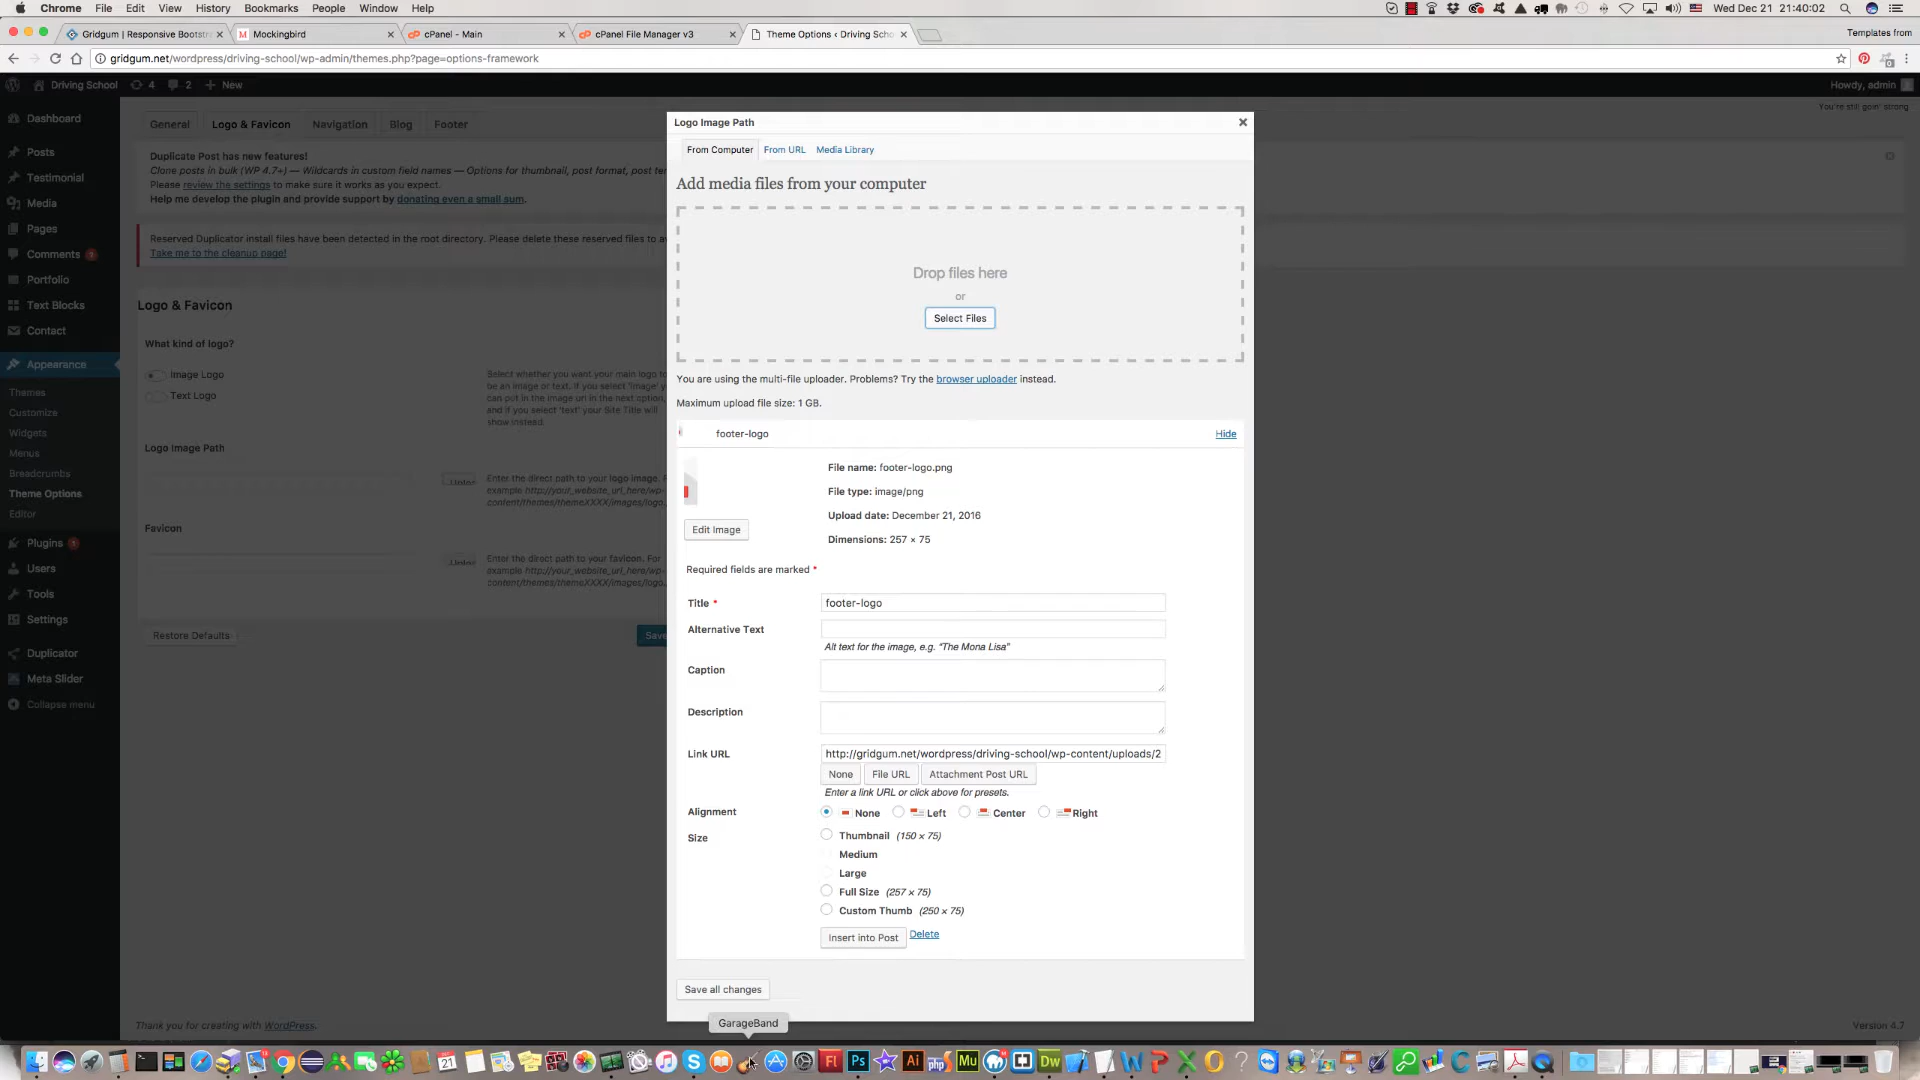 Chrome File Edit View History Bookmarks People Window Help
Wed Dec 21 21:40:02
Gridgum | Responsive Bootstr
Mockingbird
cPanel - Main
cPanel File Manager v3
Theme Options ‹ Driving Scho
Templates from
gridgum.net/wordpress/driving-school/wp-admin/themes.php?page=options-framework
Driving School 4 2 New
Howdy, admin
You're still goin' strong
Dashboard
Posts
Testimonial
Media
Pages
Comments 1
Portfolio
Text Blocks
Contact
Appearance
Themes
Customize
Widgets
Menus
Breadcrumbs
Theme Options
Editor
Plugins 1
Users
Tools
Settings
Duplicator
Meta Slider
Collapse menu
General Logo & Favicon Navigation Blog Footer
Duplicate Post has new features!
Clone posts in bulk (WP 4.7+) — Wildcards in custom field names — Options for thumbnail, post format, post ten
Please review the settings to make sure it works as you expect.
Help me develop the plugin and provide support by donating even a small sum.
Reserved Duplicator install files have been detected in the root directory. Please delete these reserved files to av
Take me to the cleanup page!
Logo & Favicon
What kind of logo?
Image Logo
Text Logo
Select whether you want your main logo to
be an image or text. If you select 'image' y
can put in the image url in the next option,
and if you select 'text' your Site Title will
show instead.
Logo Image Path
Enter the direct path to your logo image. F
example http://your_website_url_here/wp-
content/themes/themeXXXX/images/logo.
Favicon
Enter the direct path to your favicon. For
example http://your_website_url_here/wp-
content/themes/themeXXXX/images/logo.
Restore Defaults
Save
Thank you for creating with WordPress.
Version 4.7
Logo Image Path
From Computer From URL Media Library
Add media files from your computer
Drop files here
or
Select Files
You are using the multi-file uploader. Problems? Try the browser uploader instead.
Maximum upload file size: 1 GB.
footer-logo Hide
File name: footer-logo.png
File type: image/png
Upload date: December 21, 2016
Dimensions: 257 × 75
Edit Image
Required fields are marked *
Title * footer-logo
Alternative Text
Alt text for the image, e.g. "The Mona Lisa"
Caption
Description
Link URL http://gridgum.net/wordpress/driving-school/wp-content/uploads/2
None File URL Attachment Post URL
Enter a link URL or click above for presets.
Alignment None Left Center Right
Size
Thumbnail (150 × 75)
Medium
Large
Full Size (257 × 75)
Custom Thumb (250 × 75)
Insert into Post Delete
Save all changes
GarageBand
21 Fl Ps Ai php Mu Dw